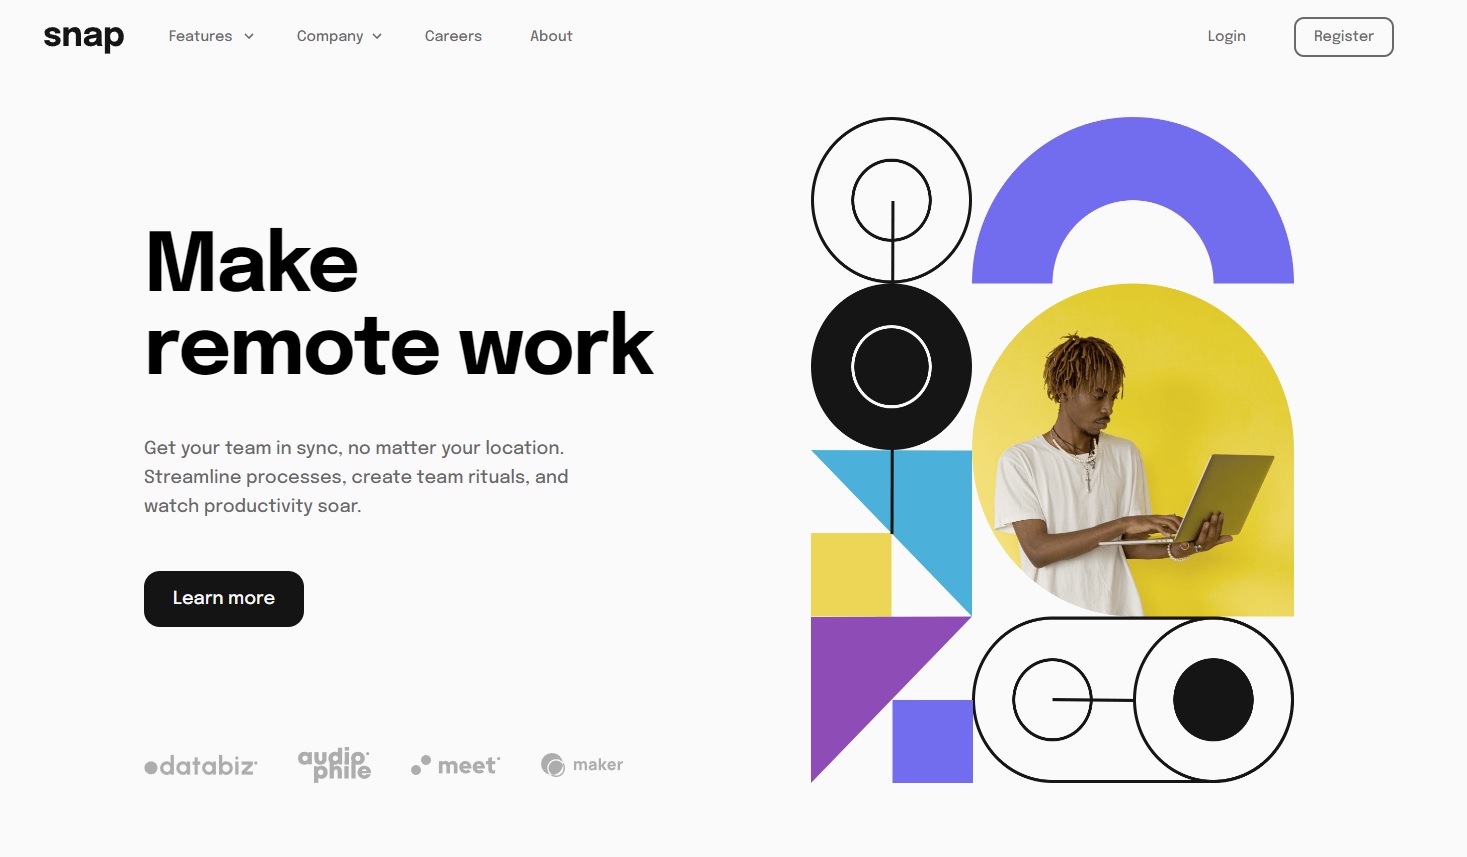 snap Features Company Careers About Login Register
Make
remote work
Get your team in sync, no matter your location.
Streamline processes, create team rituals, and
watch productivity soar.
Learn more
databiz audiophile meet maker